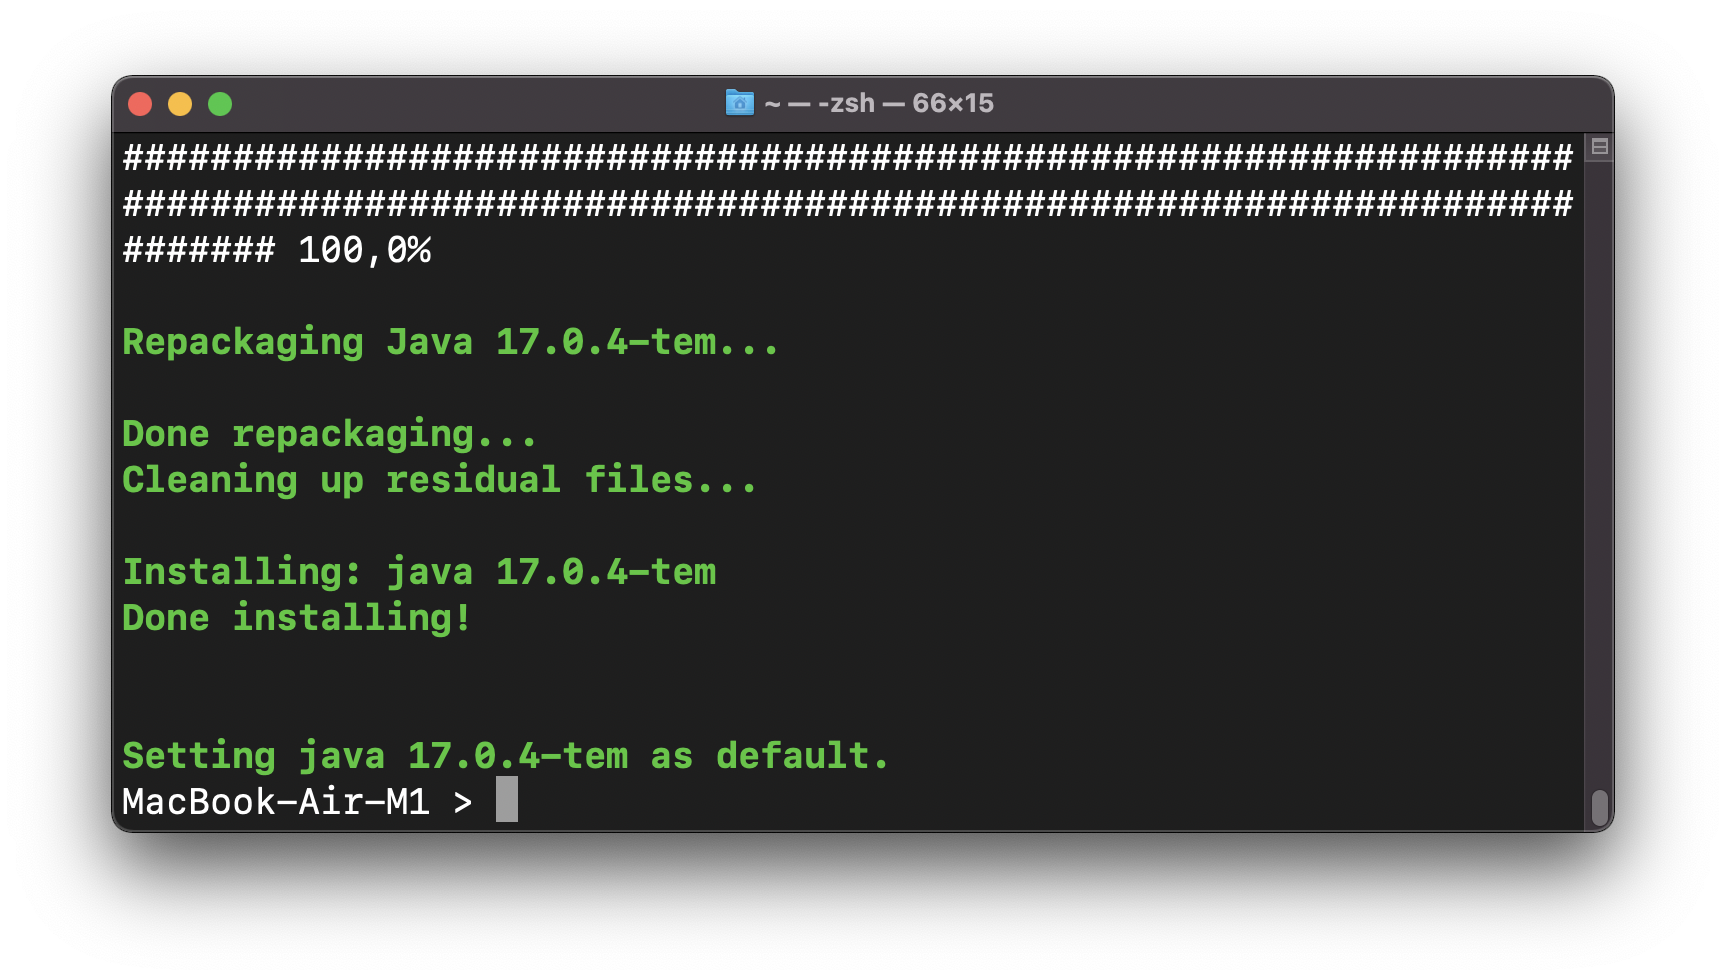 ~ — -zsh — 66×15
##################################################################
##################################################################
####### 100,0%
Repackaging Java 17.0.4-tem...
Done repackaging...
Cleaning up residual files...
Installing: java 17.0.4-tem
Done installing!
Setting java 17.0.4-tem as default.
MacBook-Air-M1 >